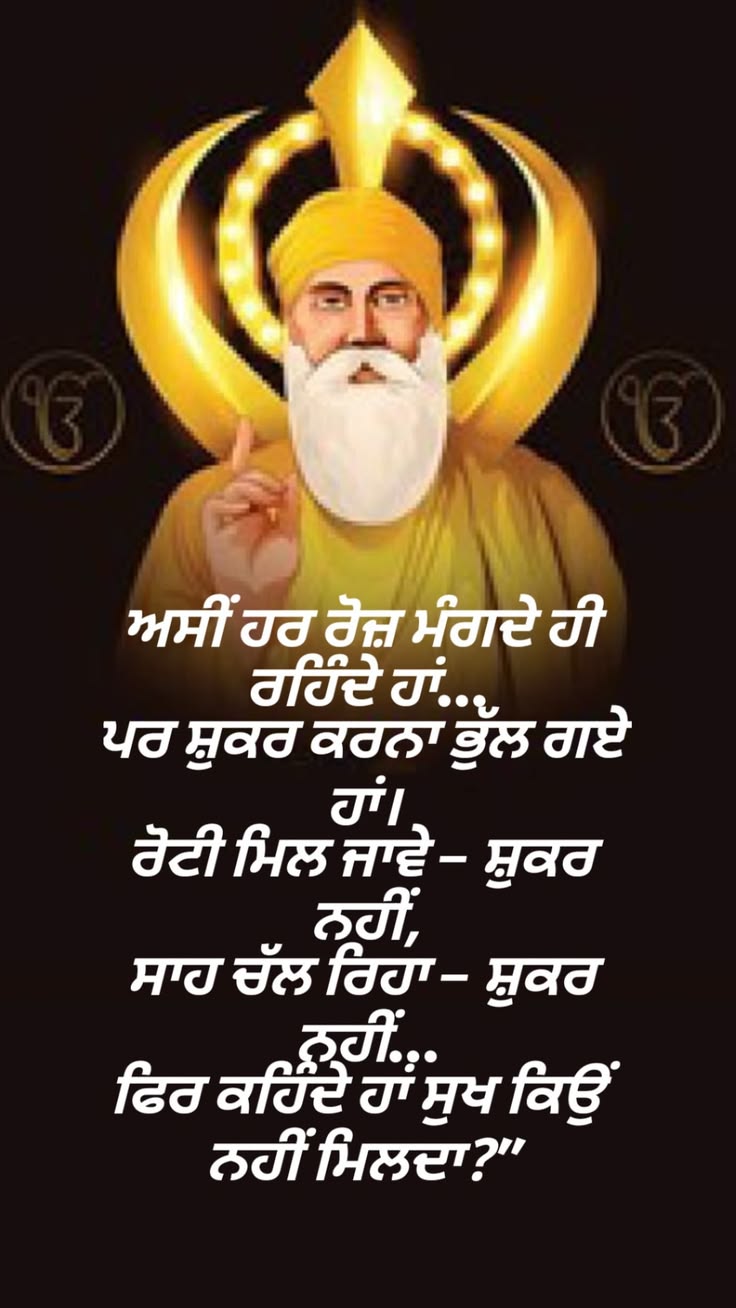 ੴ ੴ
ਅਸੀਂ ਹਰ ਰੋਜ਼ ਮੰਗਦੇ ਹੀ
ਰਹਿੰਦੇ ਹਾਂ...
ਪਰ ਸ਼ੁਕਰ ਕਰਨਾ ਭੁੱਲ ਗਏ
ਹਾਂ।
ਰੋਟੀ ਮਿਲ ਜਾਵੇ – ਸ਼ੁਕਰ
ਨਹੀਂ,
ਸਾਹ ਚੱਲ ਰਿਹਾ – ਸ਼ੁਕਰ
ਨਹੀਂ...
ਫਿਰ ਕਹਿੰਦੇ ਹਾਂ ਸੁਖ ਕਿਉਂ
ਨਹੀਂ ਮਿਲਦਾ?”